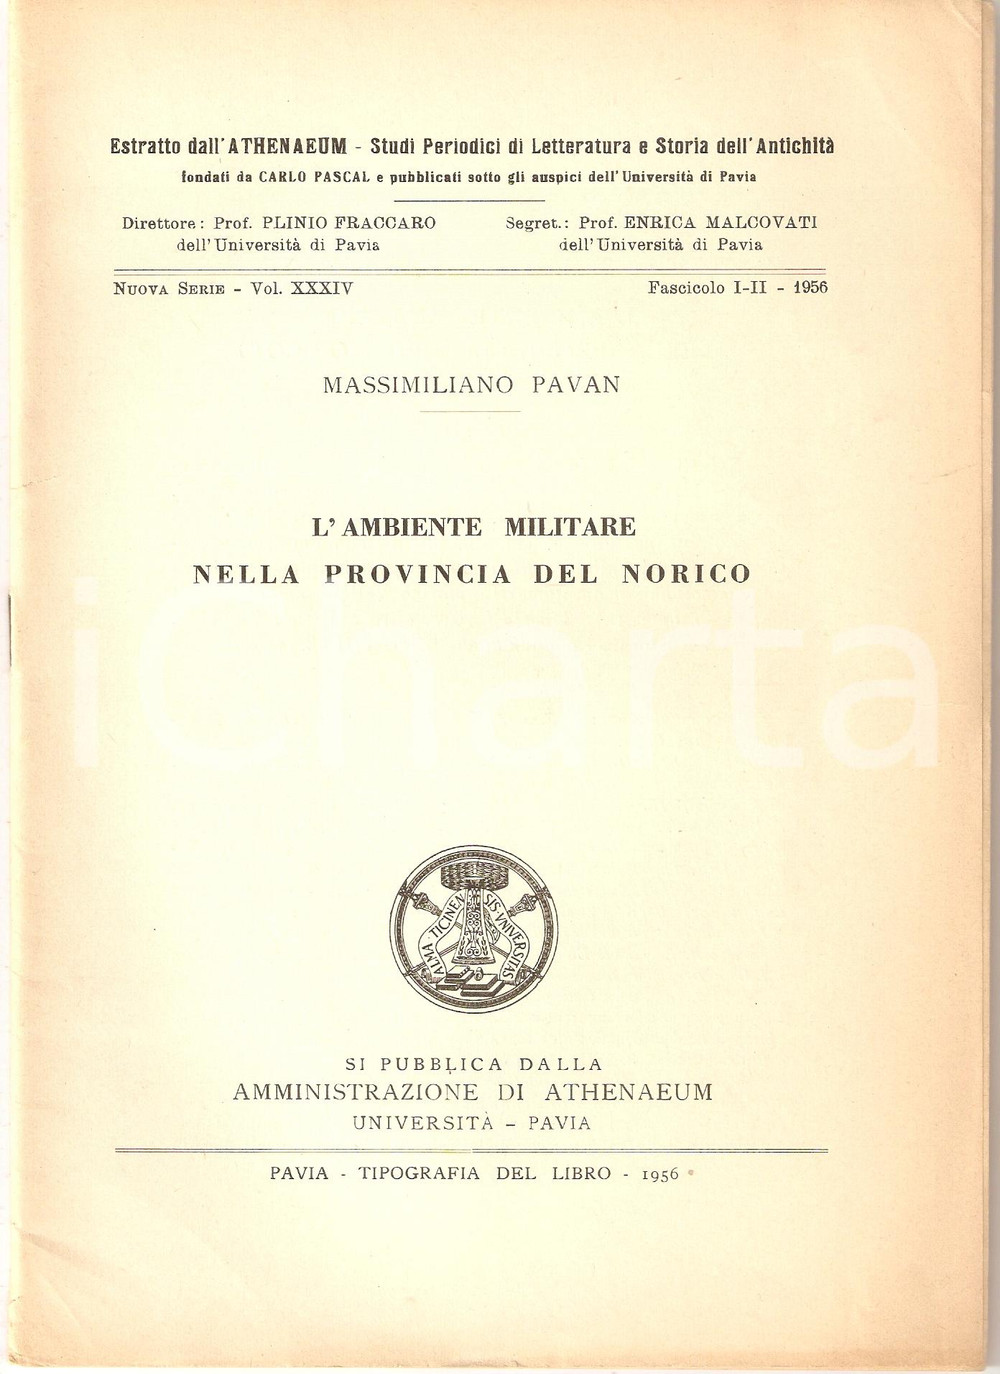 Estratto dall'ATHENAEUM - Studi Periodici di Letteratura e Storia dell'Antichità
fondati da CARLO PASCAL e pubblicati sotto gli auspici dell'Università di Pavia
Direttore: Prof. PLINIO FRACCARO
dell'Università di Pavia
Segret.: Prof. ENRICA MALCOVATI
dell'Università di Pavia
NUOVA SERIE - Vol. XXXIV
Fascicolo I-II - 1956
MASSIMILIANO PAVAN
L'AMBIENTE MILITARE
NELLA PROVINCIA DEL NORICO
iCharta
ALMA TICINENSIS UNIVERSITAS
SI PUBBLICA DALLA
AMMINISTRAZIONE DI ATHENAEUM
UNIVERSITÀ - PAVIA
PAVIA - TIPOGRAFIA DEL LIBRO - 1956